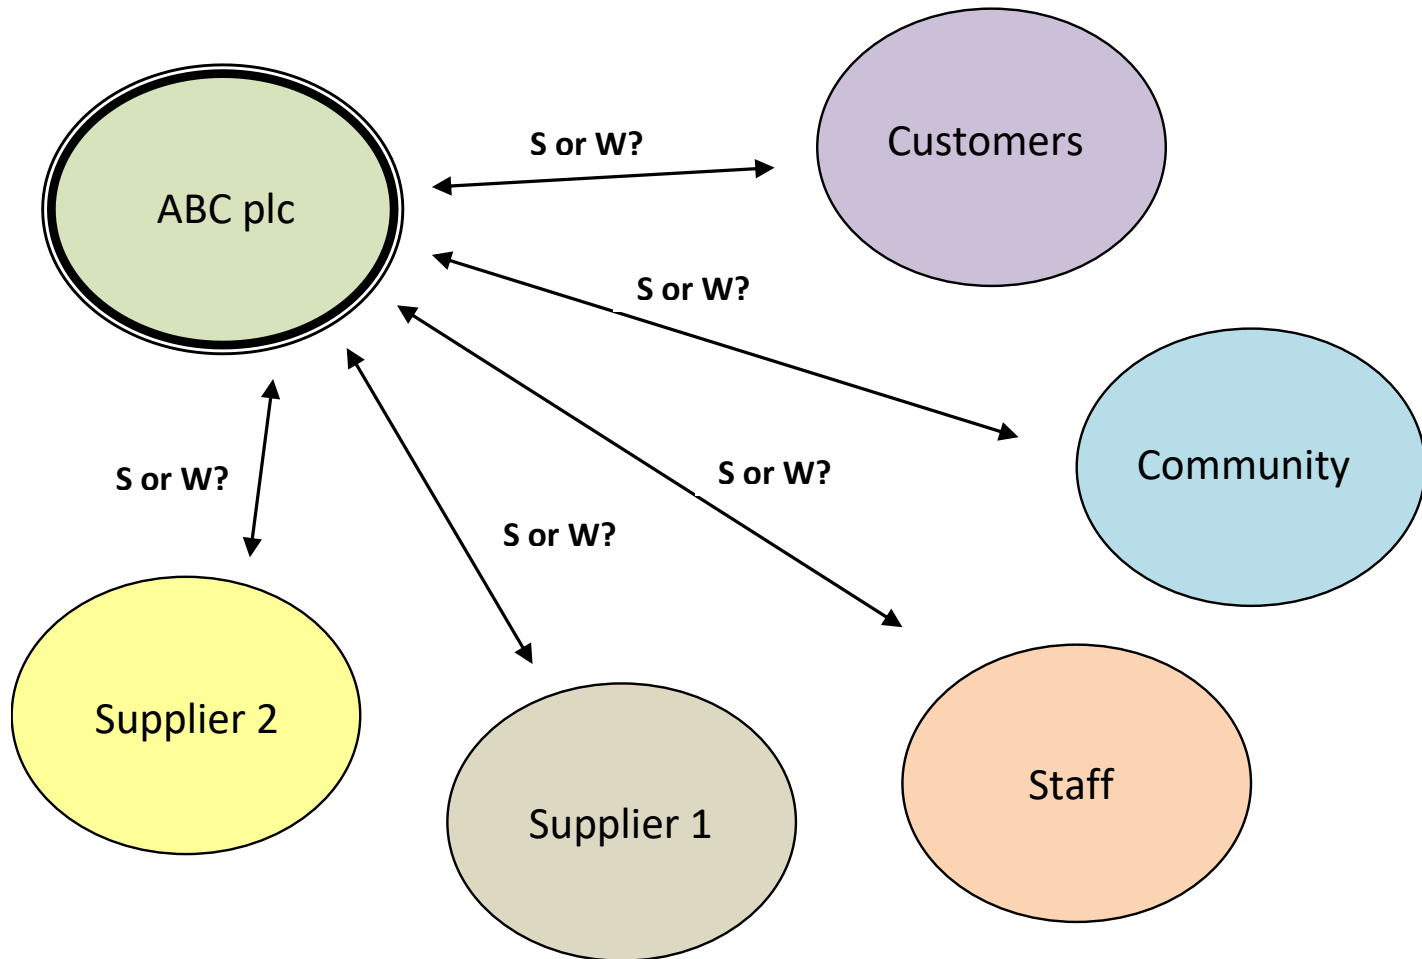 Customers
S or W?
ABC plc
S or W?
Community
S or W?
S or W?
S or W?
Supplier 2
Staff
Supplier 1